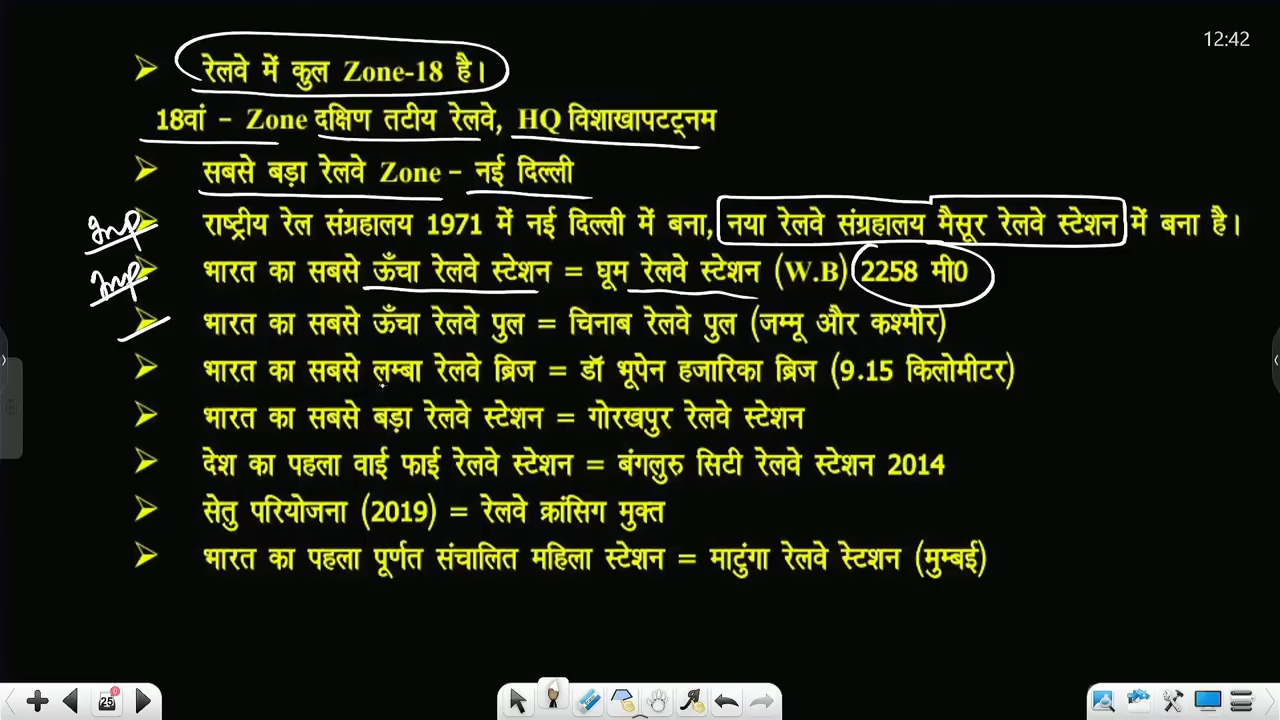 12:42
रेलवे में कुल Zone-18 है।
18वां - Zone दक्षिण तटीय रेलवे, HQ विशाखापटट्नम
सबसे बड़ा रेलवे Zone - नई दिल्ली
Imp राष्ट्रीय रेल संग्रहालय 1971 में नई दिल्ली में बना, नया रेलवे संग्रहालय मैसूर रेलवे स्टेशन में बना है।
Imp भारत का सबसे ऊँचा रेलवे स्टेशन = घूम रेलवे स्टेशन (W.B) 2258 मी0
भारत का सबसे ऊँचा रेलवे पुल = चिनाब रेलवे पुल (जम्मू और कश्मीर)
भारत का सबसे लम्बा रेलवे ब्रिज = डॉ भूपेन हजारिका ब्रिज (9.15 किलोमीटर)
भारत का सबसे बड़ा रेलवे स्टेशन = गोरखपुर रेलवे स्टेशन
देश का पहला वाई फाई रेलवे स्टेशन = बंगलुरु सिटी रेलवे स्टेशन 2014
सेतु परियोजना (2019) = रेलवे क्रांसिग मुक्त
भारत का पहला पूर्णत संचालित महिला स्टेशन = माटुंगा रेलवे स्टेशन (मुम्बई)
25